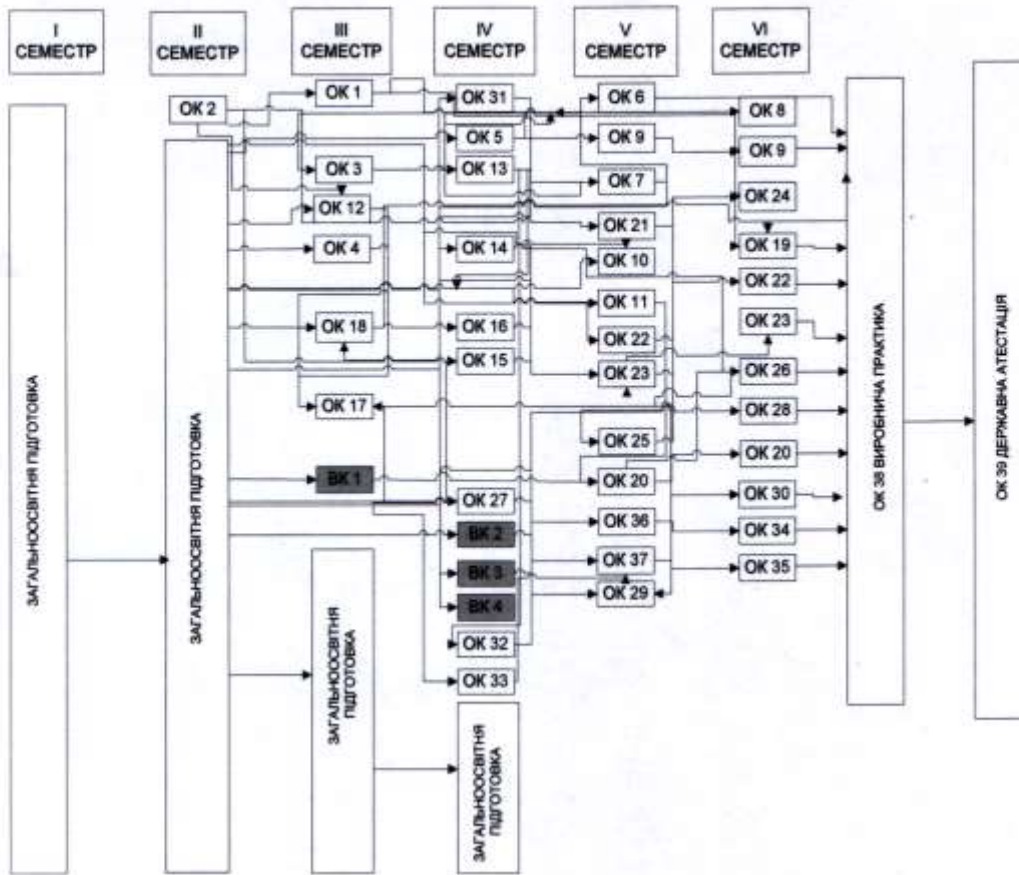 I
СЕМЕСТР
II
СЕМЕСТР
III
СЕМЕСТР
IV
СЕМЕСТР
V
СЕМЕСТР
VI
СЕМЕСТР
ЗАГАЛЬНООСВІТНЯ ПІДГОТОВКА
ОК 2
ЗАГАЛЬНООСВІТНЯ ПІДГОТОВКА
ОК 1
ОК 3
ОК 12
ОК 4
ОК 18
ОК 17
ВК 1
ЗАГАЛЬНООСВІТНЯ
ПІДГОТОВКА
ОК 31
ОК 5
ОК 13
ОК 14
ОК 16
ОК 15
ОК 27
ВК 2
ВК 3
ВК 4
ОК 32
ОК 33
ЗАГАЛЬНООСВІТНЯ
ПІДГОТОВКА
ОК 6
ОК 9
ОК 7
ОК 21
ОК 10
ОК 11
ОК 22
ОК 23
ОК 25
ОК 20
ОК 36
ОК 37
ОК 29
ОК 8
ОК 9
ОК 24
ОК 19
ОК 22
ОК 23
ОК 26
ОК 28
ОК 20
ОК 30
ОК 34
ОК 35
ОК 38 ВИРОБНИЧА ПРАКТИКА
ОК 39 ДЕРЖАВНА АТЕСТАЦІЯ